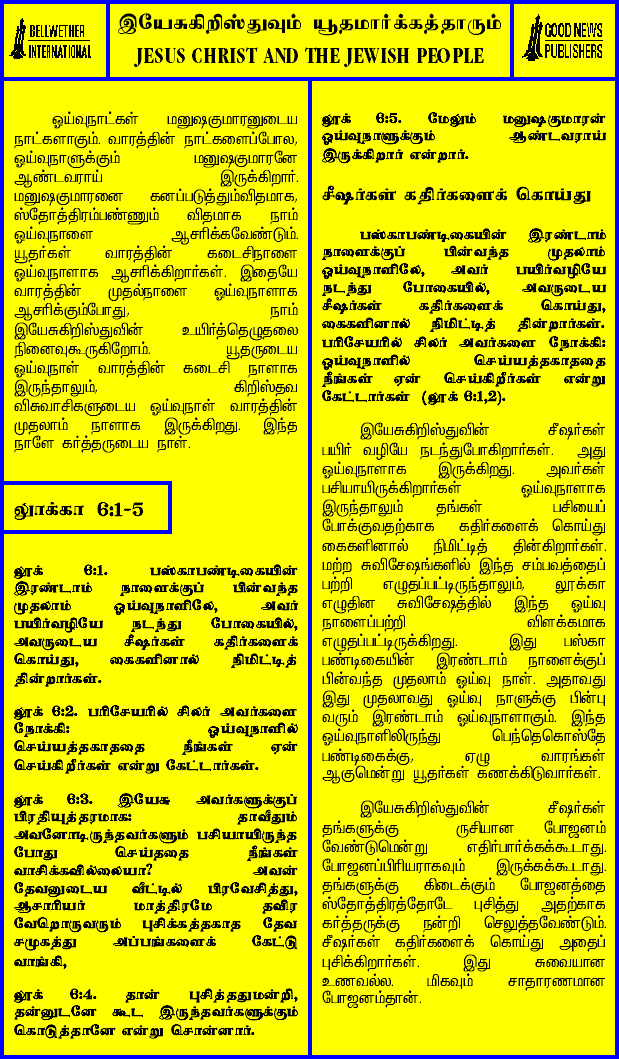 BELLWETHER
INTERNATIONAL
இயேசுகிறிஸ்துவும் யூதமார்க்கத்தாரும்
JESUS CHRIST AND THE JEWISH PEOPLE
GOOD NEWS
PUBLISHERS
ஓய்வுநாட்கள் மனுஷகுமாரனுடைய
நாட்களாகும். வாரத்தின் நாட்களைப்போல,
ஓய்வுநாளுக்கும் மனுஷகுமாரனே
ஆண்டவராய் இருக்கிறார்.
மனுஷகுமாரனை கனப்படுத்தும்விதமாக,
ஸ்தோத்திரம்பண்ணும் விதமாக நாம்
ஓய்வுநாளை ஆசரிக்கவேண்டும்.
யூதர்கள் வாரத்தின் கடைசிநாளை
ஓய்வுநாளாக ஆசரிக்கிறார்கள். இதையே
வாரத்தின் முதல்நாளை ஓய்வுநாளாக
ஆசரிக்கும்போது, நாம்
இயேசுகிறிஸ்துவின் உயிர்த்தெழுதலை
நினைவுகூருகிறோம். யூதருடைய
ஓய்வுநாள் வாரத்தின் கடைசி நாளாக
இருந்தாலும், கிறிஸ்தவ
விசுவாசிகளுடைய ஓய்வுநாள் வாரத்தின்
முதலாம் நாளாக இருக்கிறது. இந்த
நாளே கர்த்தருடைய நாள்.
லூக்கா 6:1-5
லூக் 6:1. பஸ்காபண்டிகையின்
இரண்டாம் நாளைக்குப் பின்வந்த
முதலாம் ஓய்வுநாளிலே, அவர்
பயிர்வழியே நடந்து போகையில்,
அவருடைய சீஷர்கள் கதிர்களைக்
கொய்து, கைகளினால் நிமிட்டித்
தின்றார்கள்.
லூக் 6:2. பரிசேயரில் சிலர் அவர்களை
நோக்கி: ஓய்வுநாளில்
செய்யத்தகாததை நீங்கள் ஏன்
செய்கிறீர்கள் என்று கேட்டார்கள்.
லூக் 6:3. இயேசு அவர்களுக்குப்
பிரதியுத்தரமாக: தாவீதும்
அவனோடிருந்தவர்களும் பசியாயிருந்த
போது செய்ததை நீங்கள்
வாசிக்கவில்லையா? அவன்
தேவனுடைய வீட்டில் பிரவேசித்து,
ஆசாரியர் மாத்திரமே தவிர
வேறொருவரும் புசிக்கத்தகாத தேவ
சமுகத்து அப்பங்களைக் கேட்டு
வாங்கி,
லூக் 6:4. தான் புசித்ததுமன்றி,
தன்னுடனே கூட இருந்தவர்களுக்கும்
கொடுத்தானே என்று சொன்னார்.
லூக் 6:5. மேலும் மனுஷகுமாரன்
ஓய்வுநாளுக்கும் ஆண்டவராய்
இருக்கிறார் என்றார்.
சீஷர்கள் கதிர்களைக் கொய்து
பஸ்காபண்டிகையின் இரண்டாம்
நாளைக்குப் பின்வந்த முதலாம்
ஓய்வுநாளிலே, அவர் பயிர்வழியே
நடந்து போகையில், அவருடைய
சீஷர்கள் கதிர்களைக் கொய்து,
கைகளினால் நிமிட்டித் தின்றார்கள்.
பரிசேயரில் சிலர் அவர்களை நோக்கி:
ஓய்வுநாளில் செய்யத்தகாததை
நீங்கள் ஏன் செய்கிறீர்கள் என்று
கேட்டார்கள் (லூக் 6:1,2).
இயேசுகிறிஸ்துவின் சீஷர்கள்
பயிர் வழியே நடந்துபோகிறார்கள். அது
ஓய்வுநாளாக இருக்கிறது. அவர்கள்
பசியாயிருக்கிறார்கள் ஓய்வுநாளாக
இருந்தாலும் தங்கள் பசியைப்
போக்குவதற்காக கதிர்களைக் கொய்து
கைகளினால் நிமிட்டித் தின்கிறார்கள்.
மற்ற சுவிசேஷங்களில் இந்த சம்பவத்தைப்
பற்றி எழுதப்பட்டிருந்தாலும், லூக்கா
எழுதின சுவிசேஷத்தில் இந்த ஓய்வு
நாளைப்பற்றி விளக்கமாக
எழுதப்பட்டிருக்கிறது. இது பஸ்கா
பண்டிகையின் இரண்டாம் நாளைக்குப்
பின்வந்த முதலாம் ஓய்வு நாள். அதாவது
இது முதலாவது ஓய்வு நாளுக்கு பின்பு
வரும் இரண்டாம் ஓய்வுநாளாகும். இந்த
ஓய்வுநாளிலிருந்து பெந்தெகொஸ்தே
பண்டிகைக்கு, ஏழு வாரங்கள்
ஆகுமென்று யூதர்கள் கணக்கிடுவார்கள்.
இயேசுகிறிஸ்துவின் சீஷர்கள்
தங்களுக்கு ருசியான போஜனம்
வேண்டுமென்று எதிர்பார்க்கக்கூடாது.
போஜனப்பிரியராகவும் இருக்கக்கூடாது.
தங்களுக்கு கிடைக்கும் போஜனத்தை
ஸ்தோத்திரத்தோடே புசித்து அதற்காக
கர்த்தருக்கு நன்றி செலுத்தவேண்டும்.
சீஷர்கள் கதிர்களைக் கொய்து அதைப்
புசிக்கிறார்கள். இது சுவையான
உணவல்ல. மிகவும் சாதாரணமான
போஜனம்தான்.